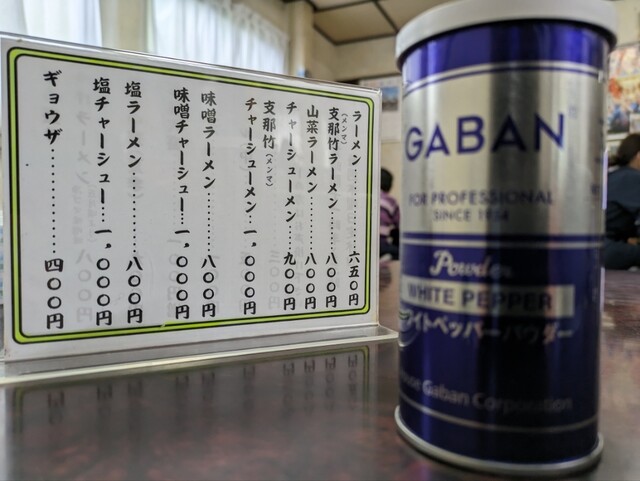 ラーメン…………六五〇円
支那竹ラーメン………八〇〇円
(メンマ)
山菜ラーメン………八〇〇円
チャーシューメン……九〇〇円
支那竹(メンマ)
チャーシューメン…一、〇〇〇円
味噌ラーメン………八〇〇円
味噌チャーシュー…一、〇〇〇円
塩ラーメン…………八〇〇円
塩チャーシュー…一、〇〇〇円
ギョウザ……………四〇〇円
GABAN
FOR PROFESSIONAL
SINCE 1954
Powder
WHITE PEPPER
ホワイトペッパーパウダー
House Gaban Corporation